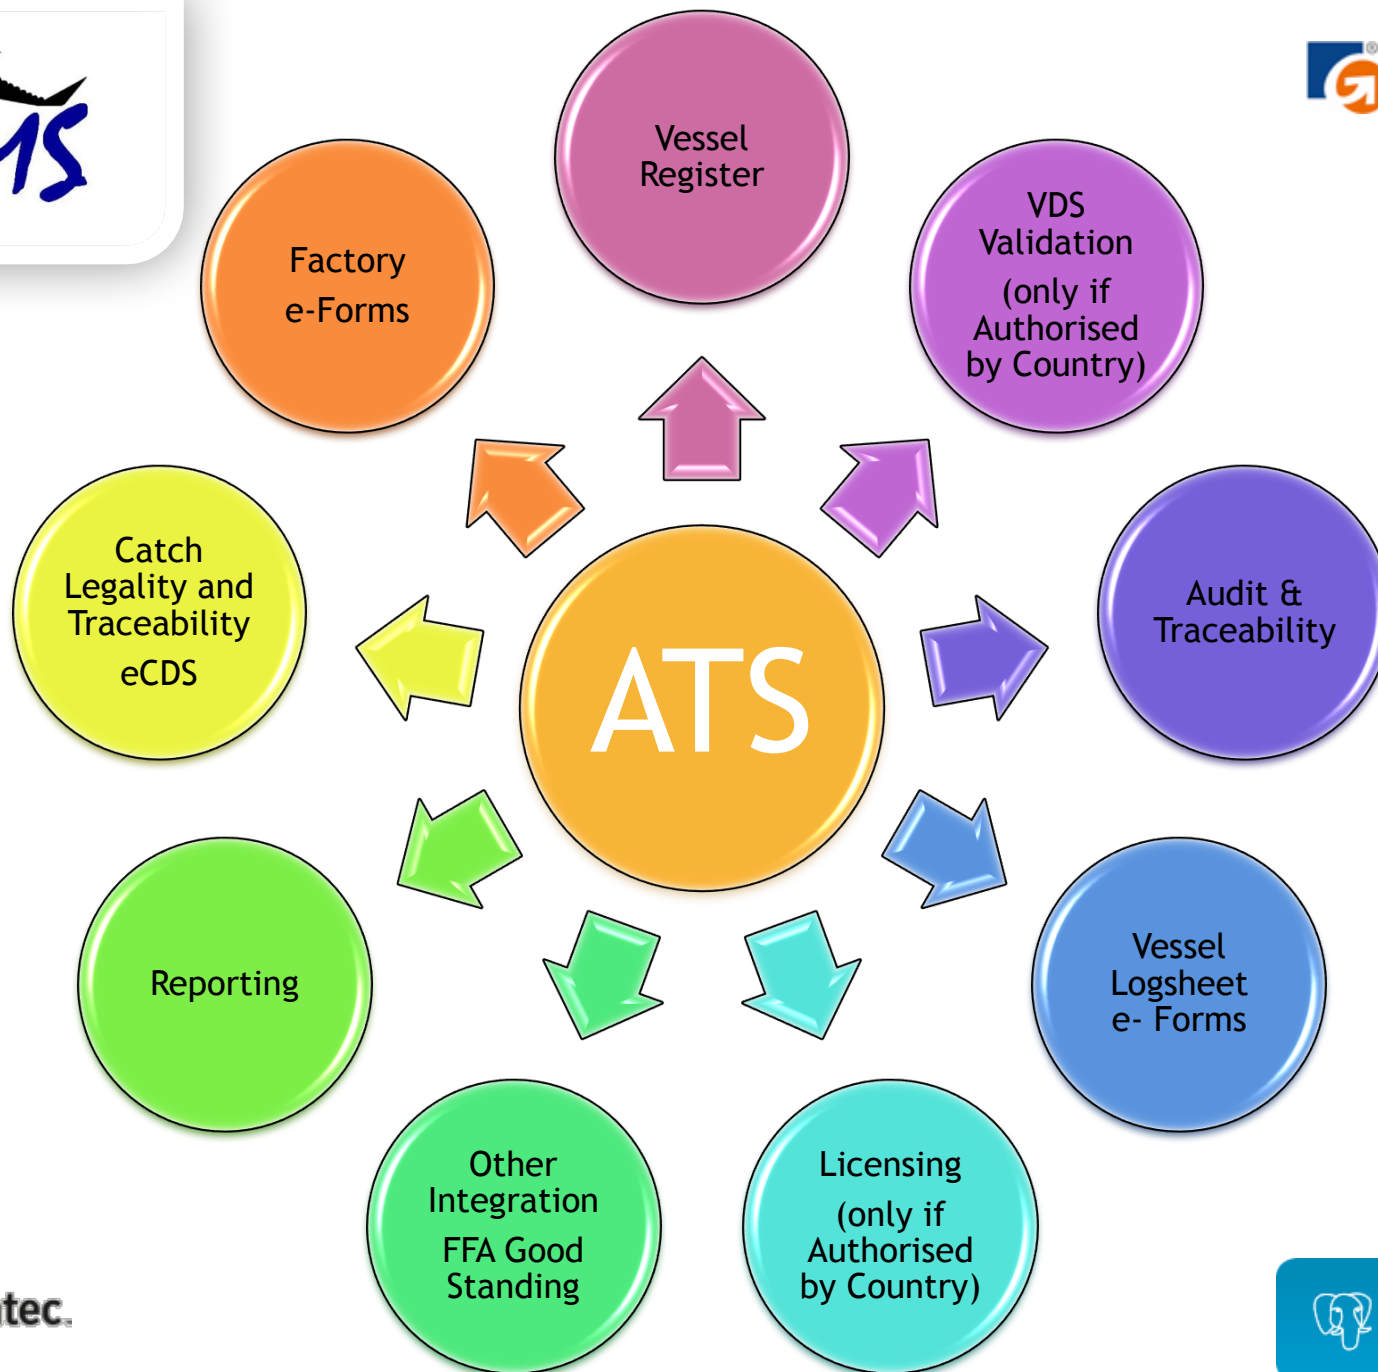 Vessel
Register
VDS
Validation
(only if
Authorised
by Country)
Audit &
Traceability
Vessel
Logsheet
e- Forms
Licensing
(only if
Authorised
by Country)
Other
Integration
FFA Good
Standing
Reporting
Catch
Legality and
Traceability
eCDS
Factory
e-Forms
ATS